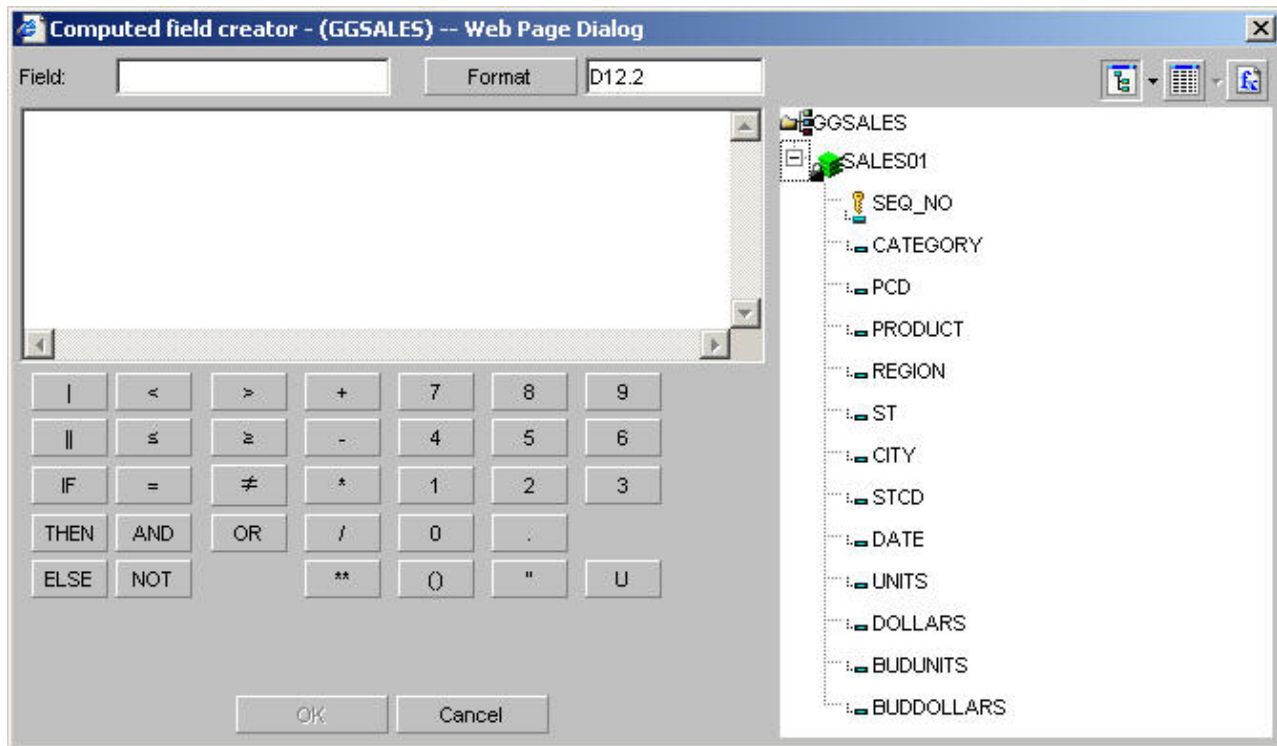 Computed field creator - (GGSALES) -- Web Page Dialog
Field: Format D12.2
GGSALES
SALES01
SEQ_NO
CATEGORY
PCD
PRODUCT
REGION
ST
CITY
STCD
DATE
UNITS
DOLLARS
BUDUNITS
BUDDOLLARS
| < > + 7 8 9
|| ≤ ≥ - 4 5 6
IF = ≠ * 1 2 3
THEN AND OR / 0 .
ELSE NOT ** () " U
OK Cancel